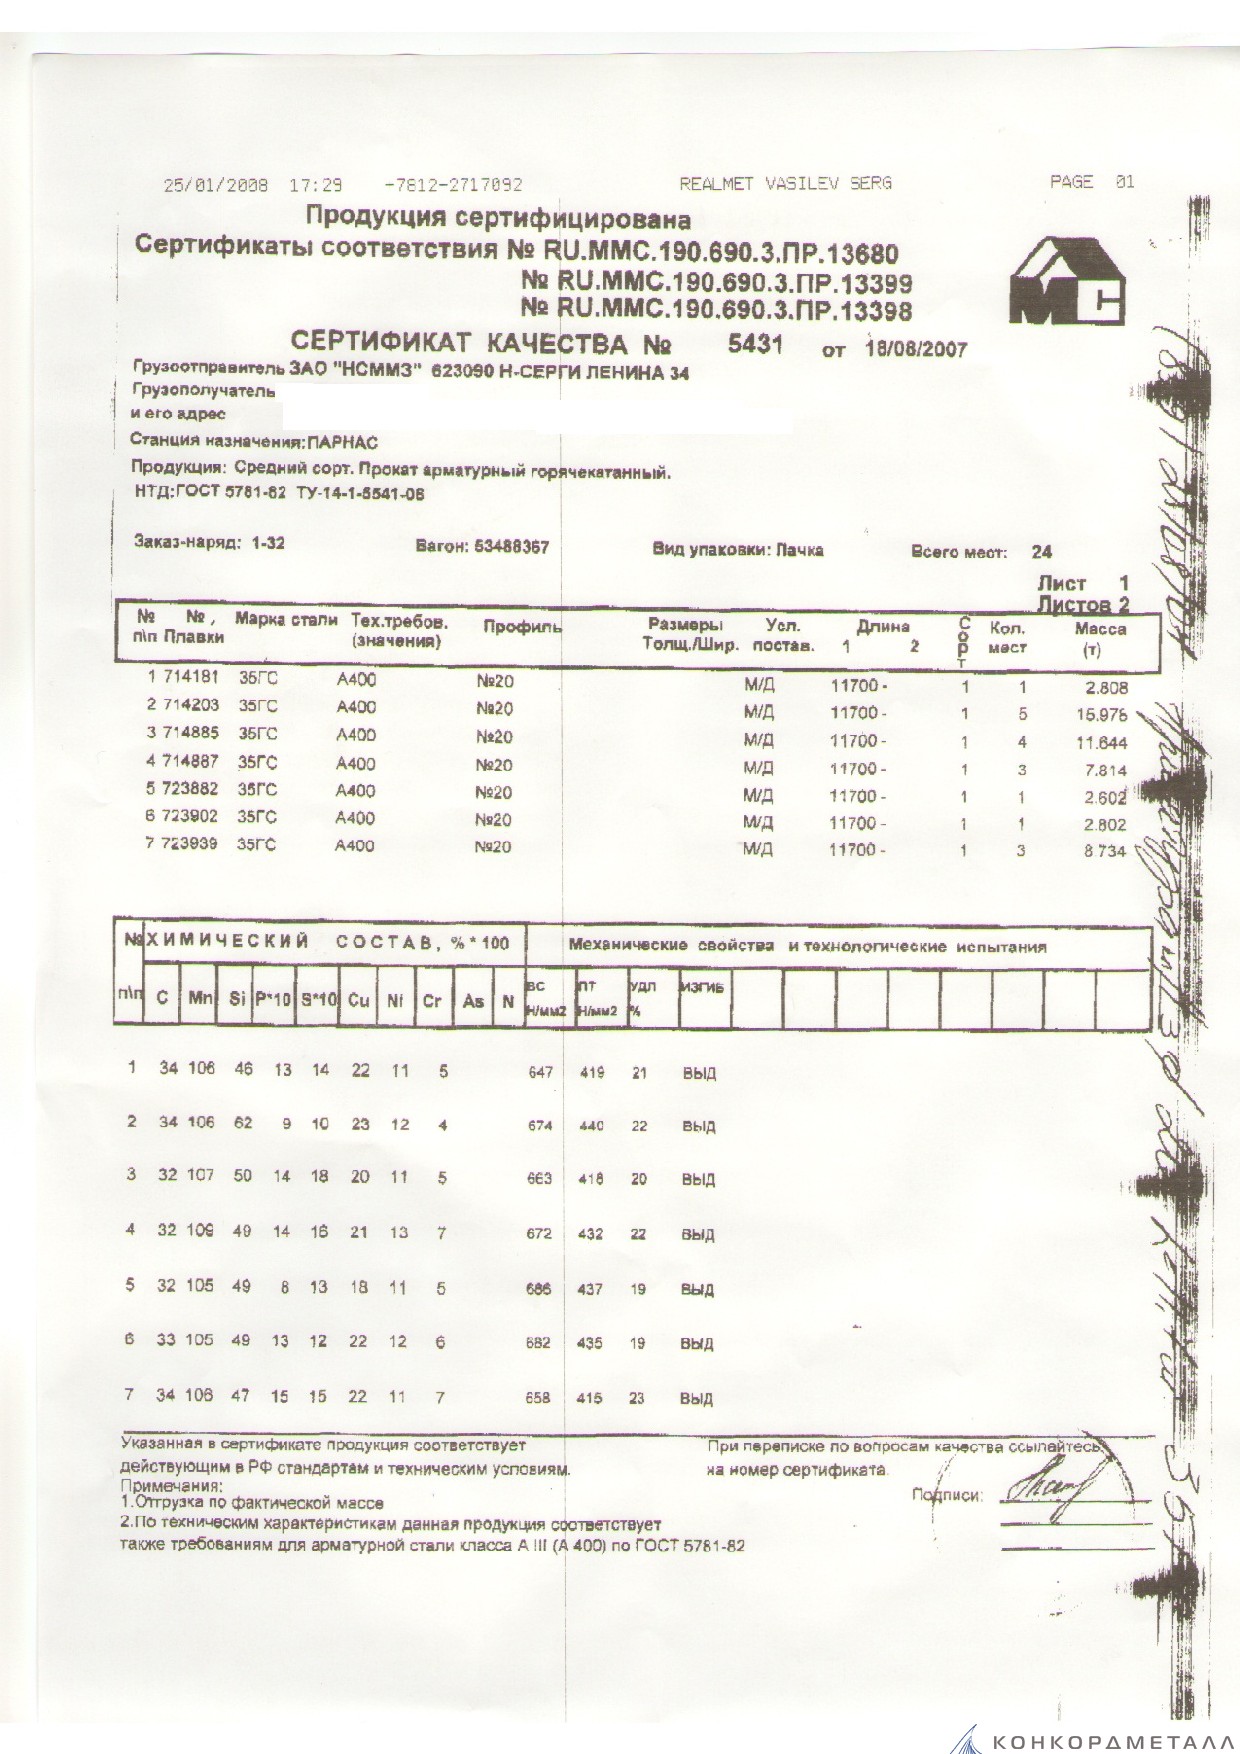 25/01/2008 17:29 -7812-2717092 REALMET VASILEV SERG PAGE 01
Продукция сертифицирована
Сертификаты соответствия № RU.ММС.190.690.3.ПР.13680
№ RU.ММС.190.690.3.ПР.13399
№ RU.ММС.190.690.3.ПР.13398
МС
СЕРТИФИКАТ КАЧЕСТВА № 5431 от 18/08/2007
Грузоотправитель ЗАО "НСММЗ" 623090 Н-СЕРГИ ЛЕНИНА 34
Грузополучатель
и его адрес
Станция назначения:ПАРНАС
Продукция: Средний сорт. Прокат арматурный горячекатанный.
НТД:ГОСТ 5781-82 ТУ-14-1-5541-06
Заказ-наряд: 1-32 Вагон: 53488367 Вид упаковки: Пачка Всего мест: 24
Лист 1
Листов 2
№ №, Марка стали Тех.требов. Профиль Размеры Усл. Длина Сорт Кол. Масса
п\п Плавки (значения) Толщ./Шир. постав. 1 2 мест (т)
1 714181 35ГС А400 №20 М/Д 11700 - 1 1 2.808
2 714203 35ГС А400 №20 М/Д 11700 - 1 5 15.976
3 714885 35ГС А400 №20 М/Д 11700 - 1 4 11.644
4 714887 35ГС А400 №20 М/Д 11700 - 1 3 7.814
5 723882 35ГС А400 №20 М/Д 11700 - 1 1 2.602
6 723902 35ГС А400 №20 М/Д 11700 - 1 1 2.802
7 723939 35ГС А400 №20 М/Д 11700 - 1 3 8.734
№ ХИМИЧЕСКИЙ СОСТАВ, % * 100 Механические свойства и технологические испытания
п\п C Mn Si P*10 S*10 Cu Ni Cr As N ВС ПТ УДЛ ИЗГИБ
Н/мм2 Н/мм2 %
1 34 106 46 13 14 22 11 5 647 419 21 ВЫД
2 34 106 62 9 10 23 12 4 674 440 22 ВЫД
3 32 107 50 14 18 20 11 5 663 418 20 ВЫД
4 32 109 49 14 16 21 13 7 672 432 22 ВЫД
5 32 105 49 8 13 18 11 5 686 437 19 ВЫД
6 33 105 49 13 12 22 12 6 682 435 19 ВЫД
7 34 106 47 15 15 22 11 7 658 415 23 ВЫД
Указанная в сертификате продукция соответствует При переписке по вопросам качества ссылайтесь
действующим в РФ стандартам и техническим условиям. на номер сертификата.
Примечания: Подписи:
1.Отгрузка по фактической массе
2.По техническим характеристикам данная продукция соответствует
также требованиям для арматурной стали класса А III (А 400) по ГОСТ 5781-82
КОНКОРДМЕТАЛЛ